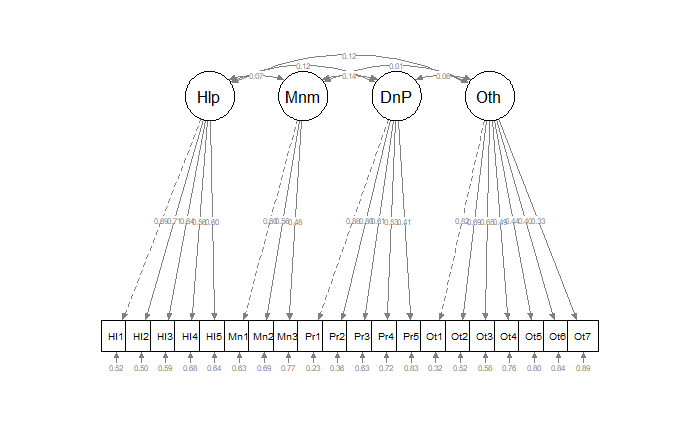 0.12
0.12 0.01
0.07 0.14 0.06
Hlp Mnm DnP Oth
0.69 0.71 0.64 0.56 0.60 0.60 0.56 0.48 0.88 0.80 0.61 0.53 0.41 0.82 0.69 0.65 0.49 0.44 0.40 0.33
Hl1 Hl2 Hl3 Hl4 Hl5 Mn1 Mn2 Mn3 Pr1 Pr2 Pr3 Pr4 Pr5 Ot1 Ot2 Ot3 Ot4 Ot5 Ot6 Ot7
0.52 0.50 0.59 0.68 0.64 0.63 0.69 0.77 0.23 0.36 0.63 0.72 0.83 0.32 0.52 0.58 0.76 0.80 0.84 0.89